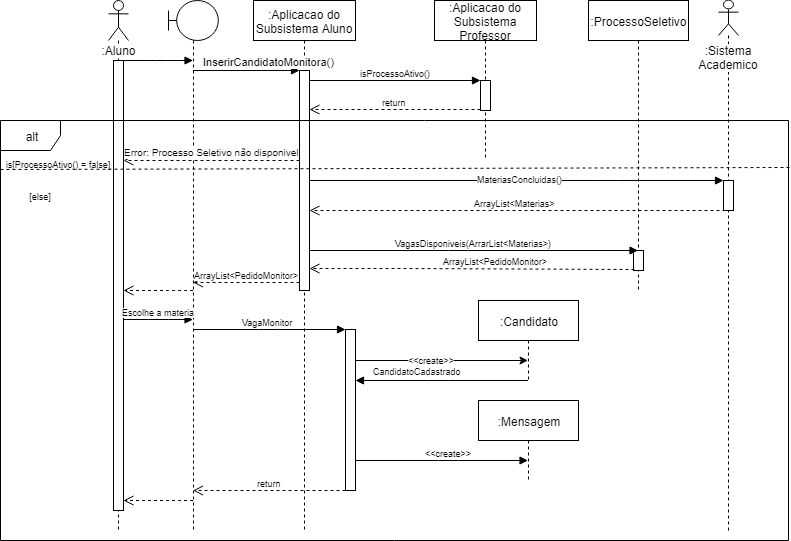 :Aluno
:Aplicacao do
Subsistema Aluno
:Aplicacao do
Subsistema
Professor
:ProcessoSeletivo
:Sistema
Academico
InserirCandidatoMonitora()
isProcessoAtivo()
return
alt
Error: Processo Seletivo não disponivel
is[ProcessoAtivo() = false]
[else]
MateriasConcluidas()
ArrayList<Materias>
VagasDisponiveis(ArrarList<Materias>)
ArrayList<PedidoMonitor>
ArrayList<PedidoMonitor>
Escolhe a materia
VagaMonitor
:Candidato
<<create>>
CandidatoCadastrado
:Mensagem
<<create>>
return